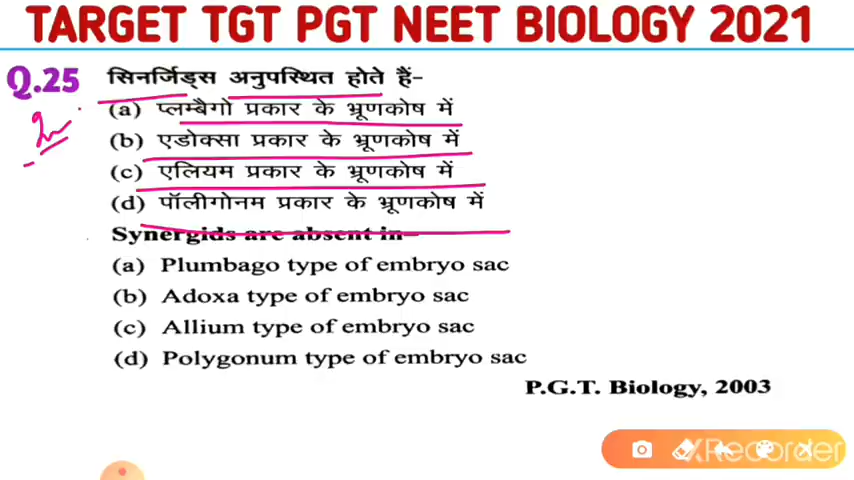 TARGET TGT PGT NEET BIOLOGY 2021
Q.25 सिनर्जिड्स अनुपस्थित होते हैं-
(a) प्लम्बैगो प्रकार के भ्रूणकोष में
(b) एडोक्सा प्रकार के भ्रूणकोष में
(c) एलियम प्रकार के भ्रूणकोष में
(d) पॉलीगोनम प्रकार के भ्रूणकोष में
Synergids are absent in-
(a) Plumbago type of embryo sac
(b) Adoxa type of embryo sac
(c) Allium type of embryo sac
(d) Polygonum type of embryo sac
P.G.T. Biology, 2003
XRecorder